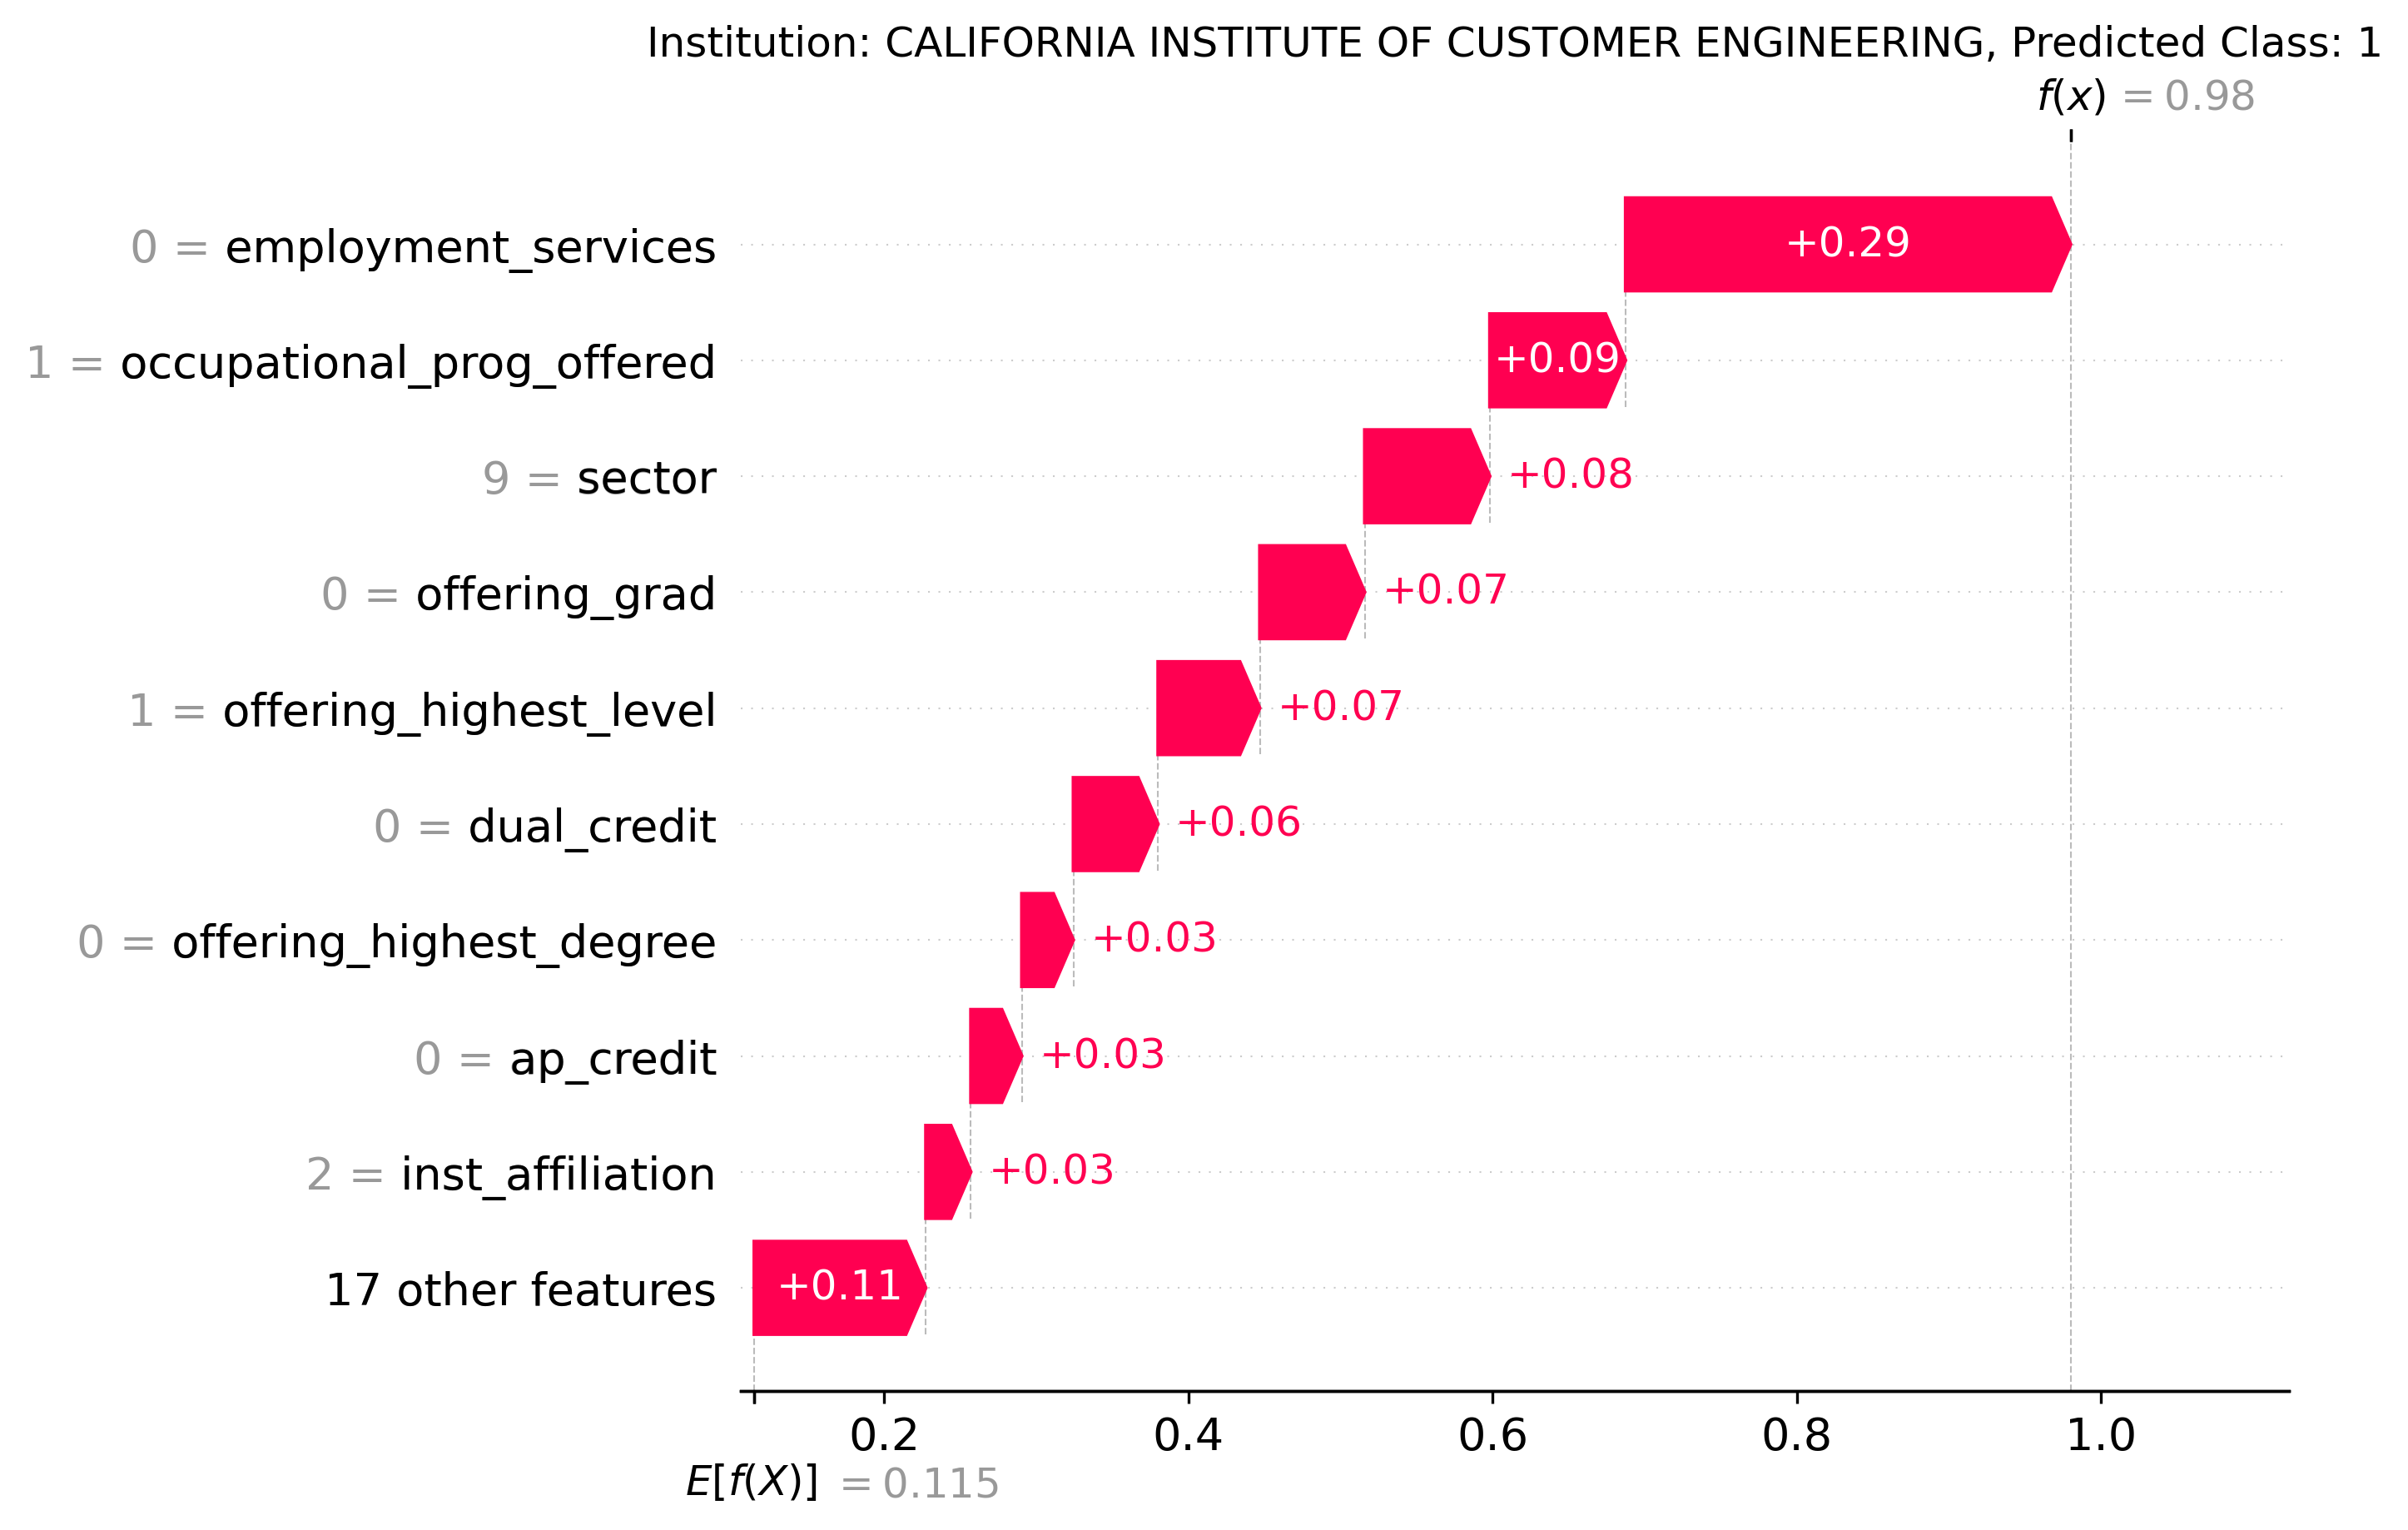 Institution: CALIFORNIA INSTITUTE OF CUSTOMER ENGINEERING, Predicted Class: 1
f(x) = 0.98
0 = employment_services +0.29
1 = occupational_prog_offered +0.09
9 = sector +0.08
0 = offering_grad +0.07
1 = offering_highest_level +0.07
0 = dual_credit +0.06
0 = offering_highest_degree +0.03
0 = ap_credit +0.03
2 = inst_affiliation +0.03
17 other features +0.11
0.2 0.4 0.6 0.8 1.0
E[f(X)] = 0.115